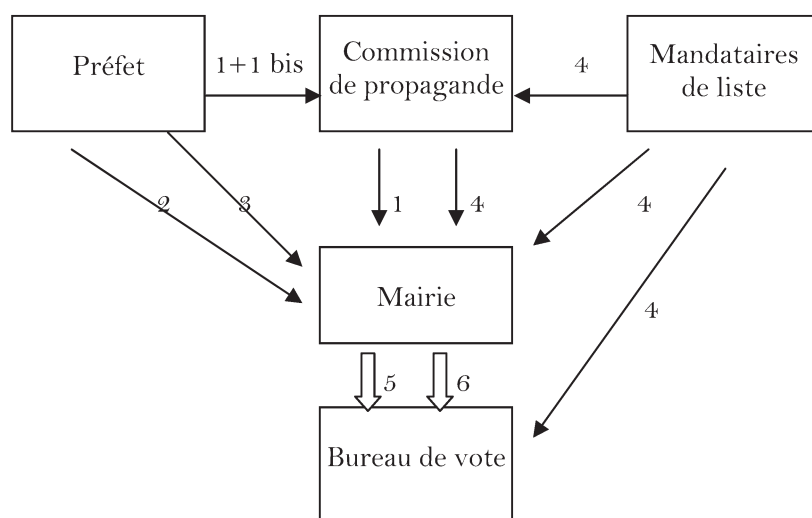 Préfet
1+1 bis
Commission
de propagande
4
Mandataires
de liste
2
3
1
4
4
Mairie
4
5
6
Bureau de vote